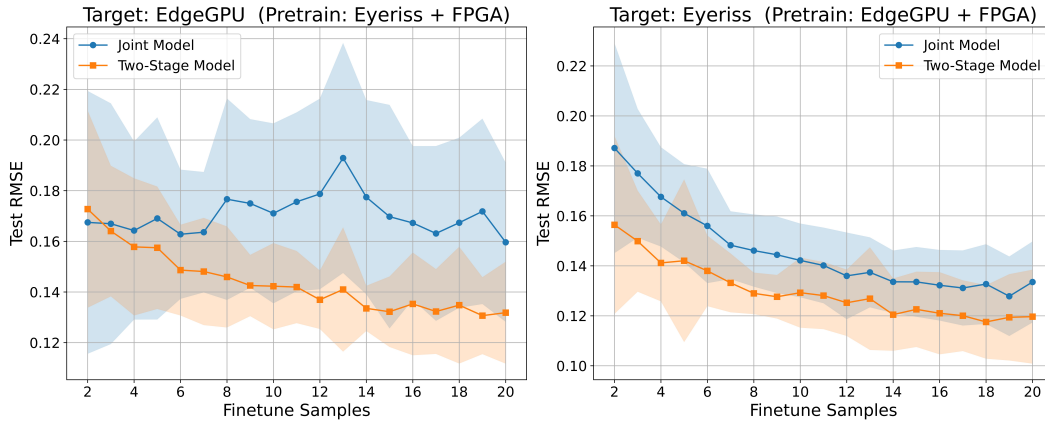 Target: EdgeGPU  (Pretrain: Eyeriss + FPGA)
Joint Model
Two-Stage Model
0.24
0.22
0.20
0.18
0.16
0.14
0.12
Test RMSE
2 4 6 8 10 12 14 16 18 20
Finetune Samples
Target: Eyeriss  (Pretrain: EdgeGPU + FPGA)
Joint Model
Two-Stage Model
0.22
0.20
0.18
0.16
0.14
0.12
0.10
Test RMSE
2 4 6 8 10 12 14 16 18 20
Finetune Samples